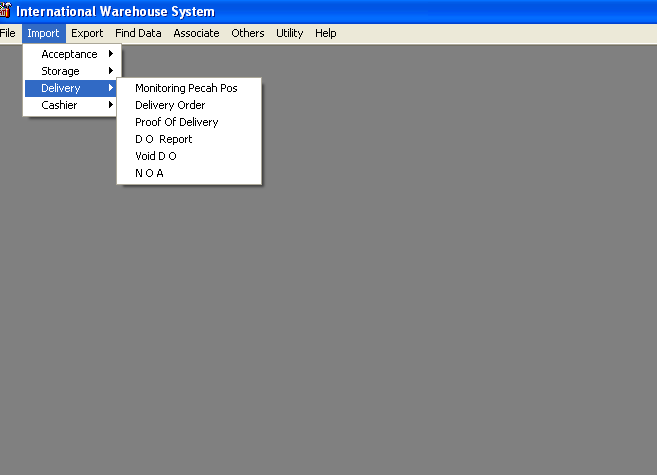 International Warehouse System
File Import Export Find Data Associate Others Utility Help
Acceptance
Storage
Delivery
Cashier
Monitoring Pecah Pos
Delivery Order
Proof Of Delivery
D O Report
Void D O
N O A